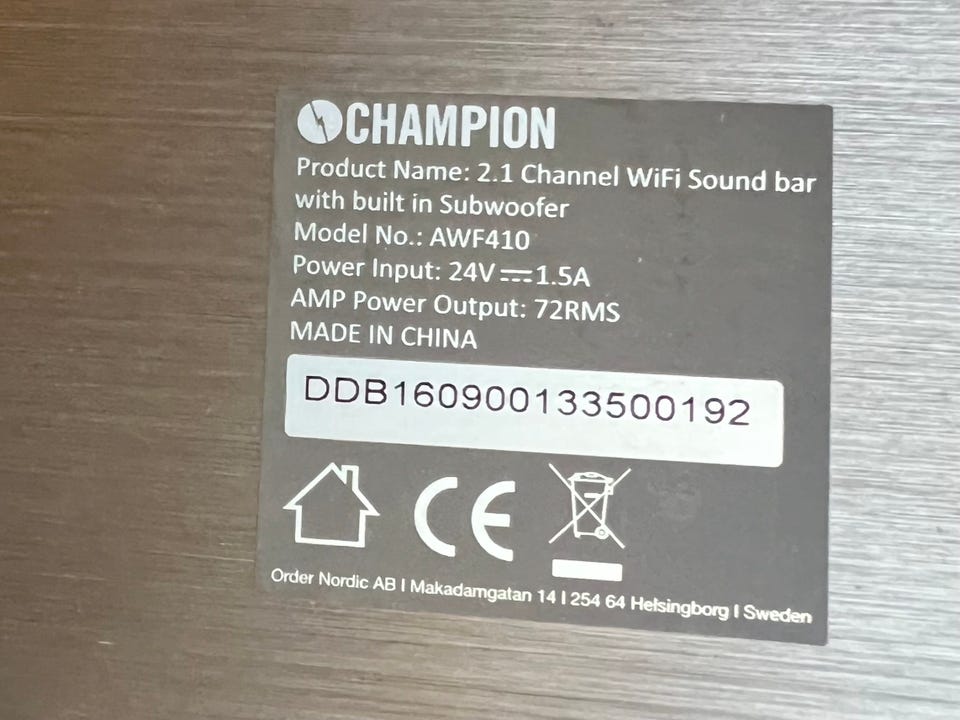 CHAMPION
Product Name: 2.1 Channel WiFi Sound bar
with built in Subwoofer
Model No.: AWF410
Power Input: 24V ⎓ 1.5A
AMP Power Output: 72RMS
MADE IN CHINA
DDB160900133500192
CE
Order Nordic AB I Makadamgatan 14 I 254 64 Helsingborg I Sweden